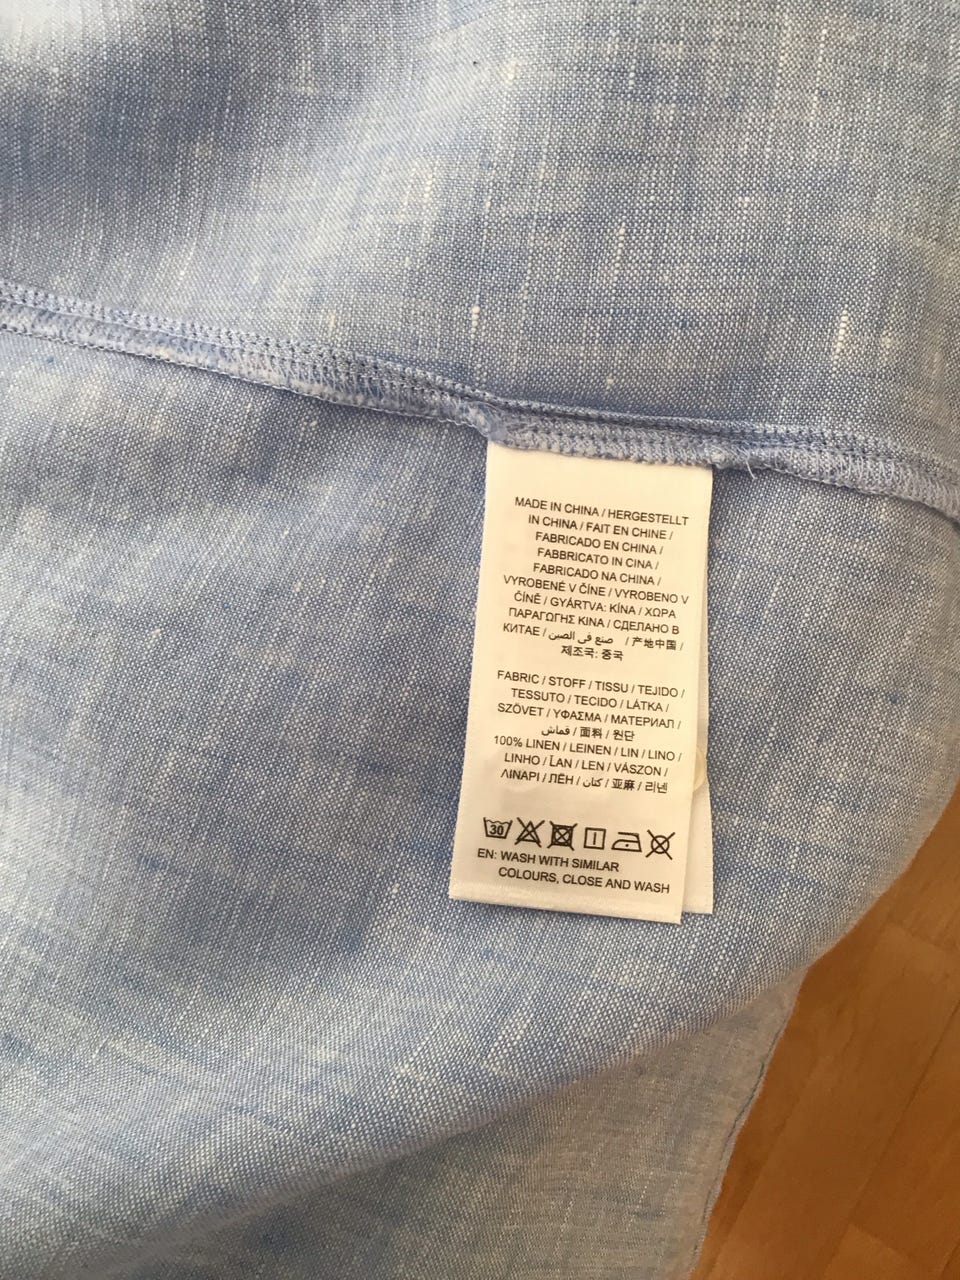 MADE IN CHINA / HERGESTELLT
IN CHINA / FAIT EN CHINE /
FABRICADO EN CHINA /
FABBRICATO IN CINA /
FABRICADO NA CHINA /
VYROBENÉ V ČÍNE / VYROBENO V
ČÍNĚ / GYÁRTVA: KÍNA / ΧΩΡΑ
ΠΑΡΑΓΩΓΗΣ ΚΙΝΑ / СДЕЛАНО В
КИТАЕ / صنع في الصين / 产地中国 /
제조국: 중국
FABRIC / STOFF / TISSU / TEJIDO /
TESSUTO / TECIDO / LÁTKA /
SZÖVET / ΥΦΑΣΜΑ / МАТЕРИАЛ /
قماش / 面料 / 원단
100% LINEN / LEINEN / LIN / LINO /
LINHO / ĽAN / LEN / VÁSZON /
ΛΙΝΑΡΙ / ЛЁН / كتان / 亚麻 / 리넨
30
EN: WASH WITH SIMILAR
COLOURS, CLOSE AND WASH